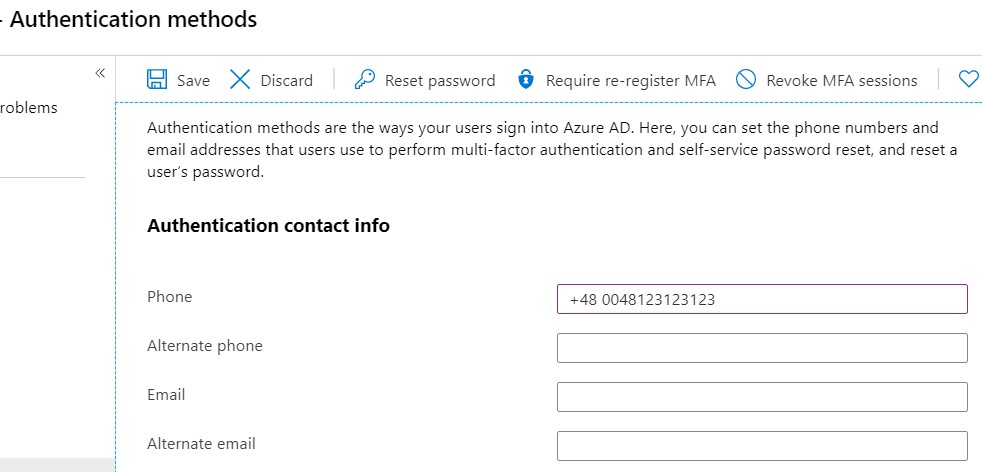 - Authentication methods
«
Save Discard Reset password Require re-register MFA Revoke MFA sessions
roblems
Authentication methods are the ways your users sign into Azure AD. Here, you can set the phone numbers and
email addresses that users use to perform multi-factor authentication and self-service password reset, and reset a
user's password.
Authentication contact info
Phone +48 0048123123123
Alternate phone
Email
Alternate email